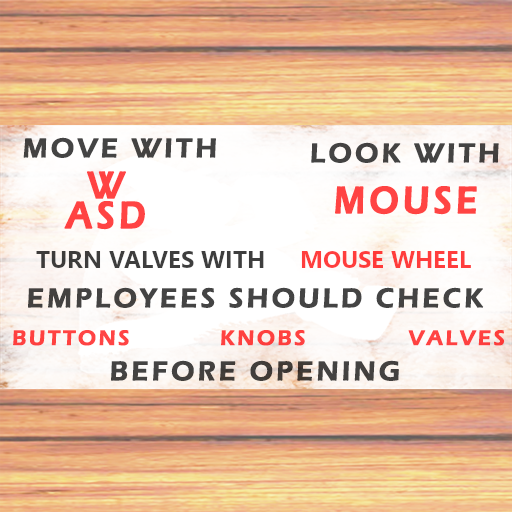 MOVE WITH
W
ASD
LOOK WITH
MOUSE
TURN VALVES WITH MOUSE WHEEL
EMPLOYEES SHOULD CHECK
BUTTONS KNOBS VALVES
BEFORE OPENING